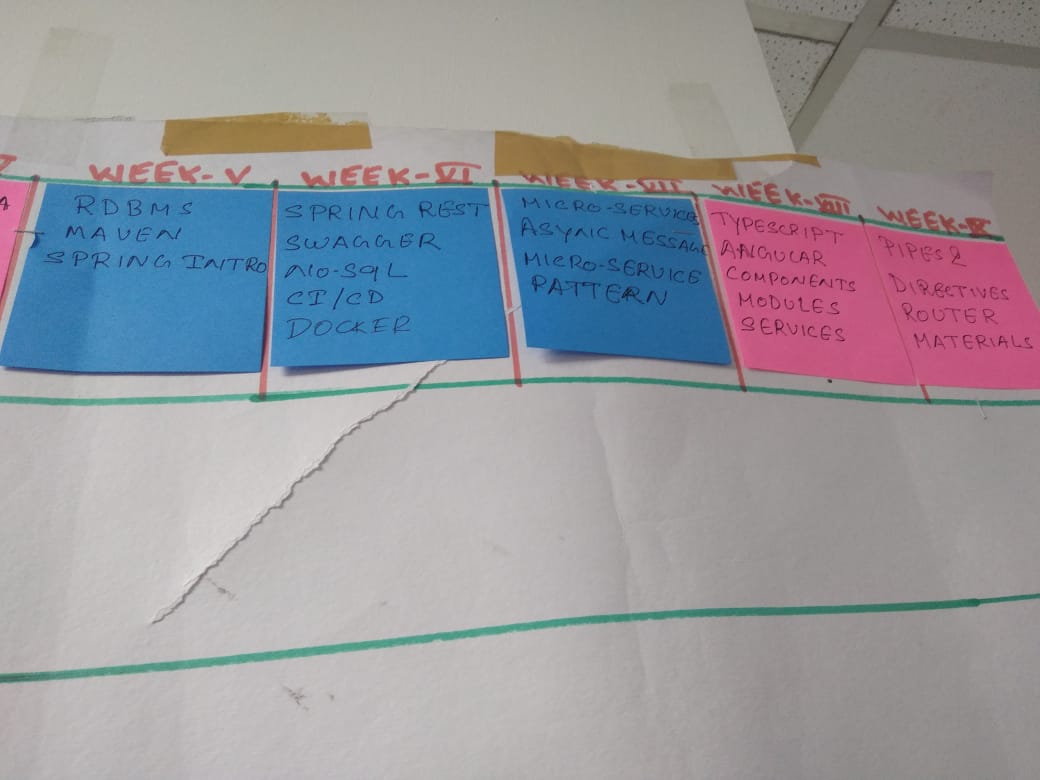 WEEK-V
RDBMS
MAVEN
SPRING INTRO
WEEK-VI
SPRING REST
SWAGGER
NO-SQL
CI/CD
DOCKER
WEEK-VII
MICRO-SERVICES
ASYNC MESSAGE
MICRO-SERVICE
PATTERN
WEEK-VIII
TYPESCRIPT
ANGULAR
COMPONENTS
MODULES
SERVICES
WEEK-IX
PIPES &
DIRECTIVES
ROUTER
MATERIALS